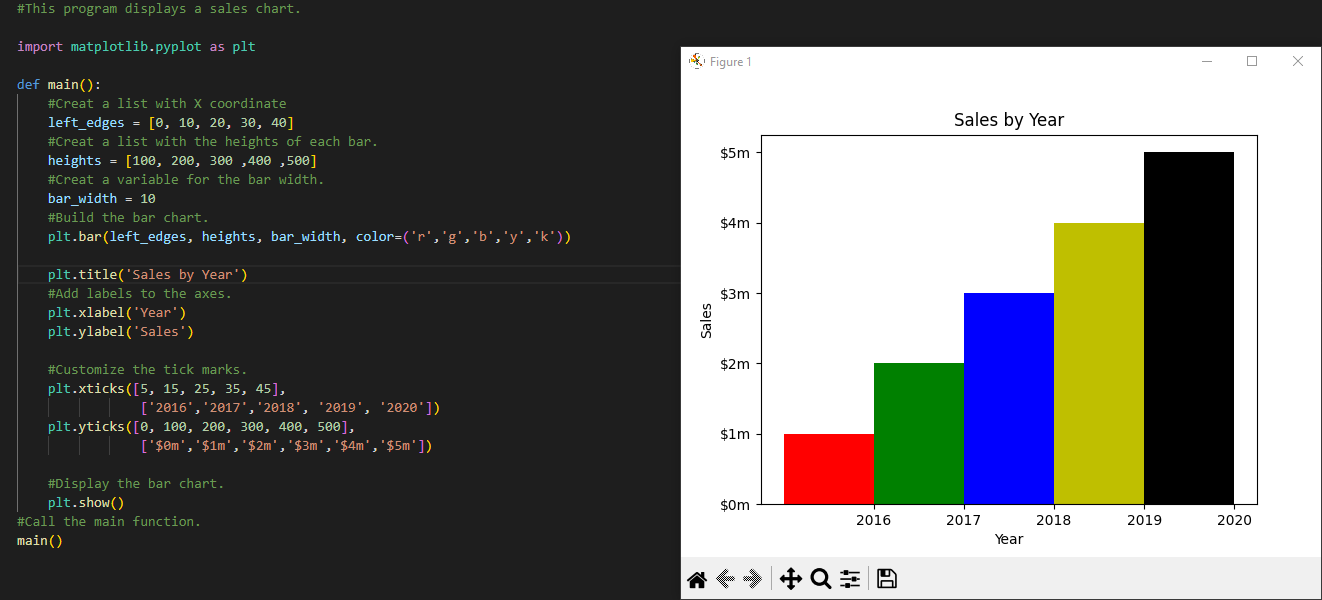 #This program displays a sales chart.
import matplotlib.pyplot as plt
def main():
#Creat a list with X coordinate
left_edges = [0, 10, 20, 30, 40]
#Creat a list with the heights of each bar.
heights = [100, 200, 300 ,400 ,500]
#Creat a variable for the bar width.
bar_width = 10
#Build the bar chart.
plt.bar(left_edges, heights, bar_width, color=('r','g','b','y','k'))
plt.title('Sales by Year')
#Add labels to the axes.
plt.xlabel('Year')
plt.ylabel('Sales')
#Customize the tick marks.
plt.xticks([5, 15, 25, 35, 45],
['2016','2017','2018', '2019', '2020'])
plt.yticks([0, 100, 200, 300, 400, 500],
['$0m','$1m','$2m','$3m','$4m','$5m'])
#Display the bar chart.
plt.show()
#Call the main function.
main()
Figure 1
Sales by Year
$5m
$4m
$3m
$2m
$1m
$0m
Sales
2016 2017 2018 2019 2020
Year